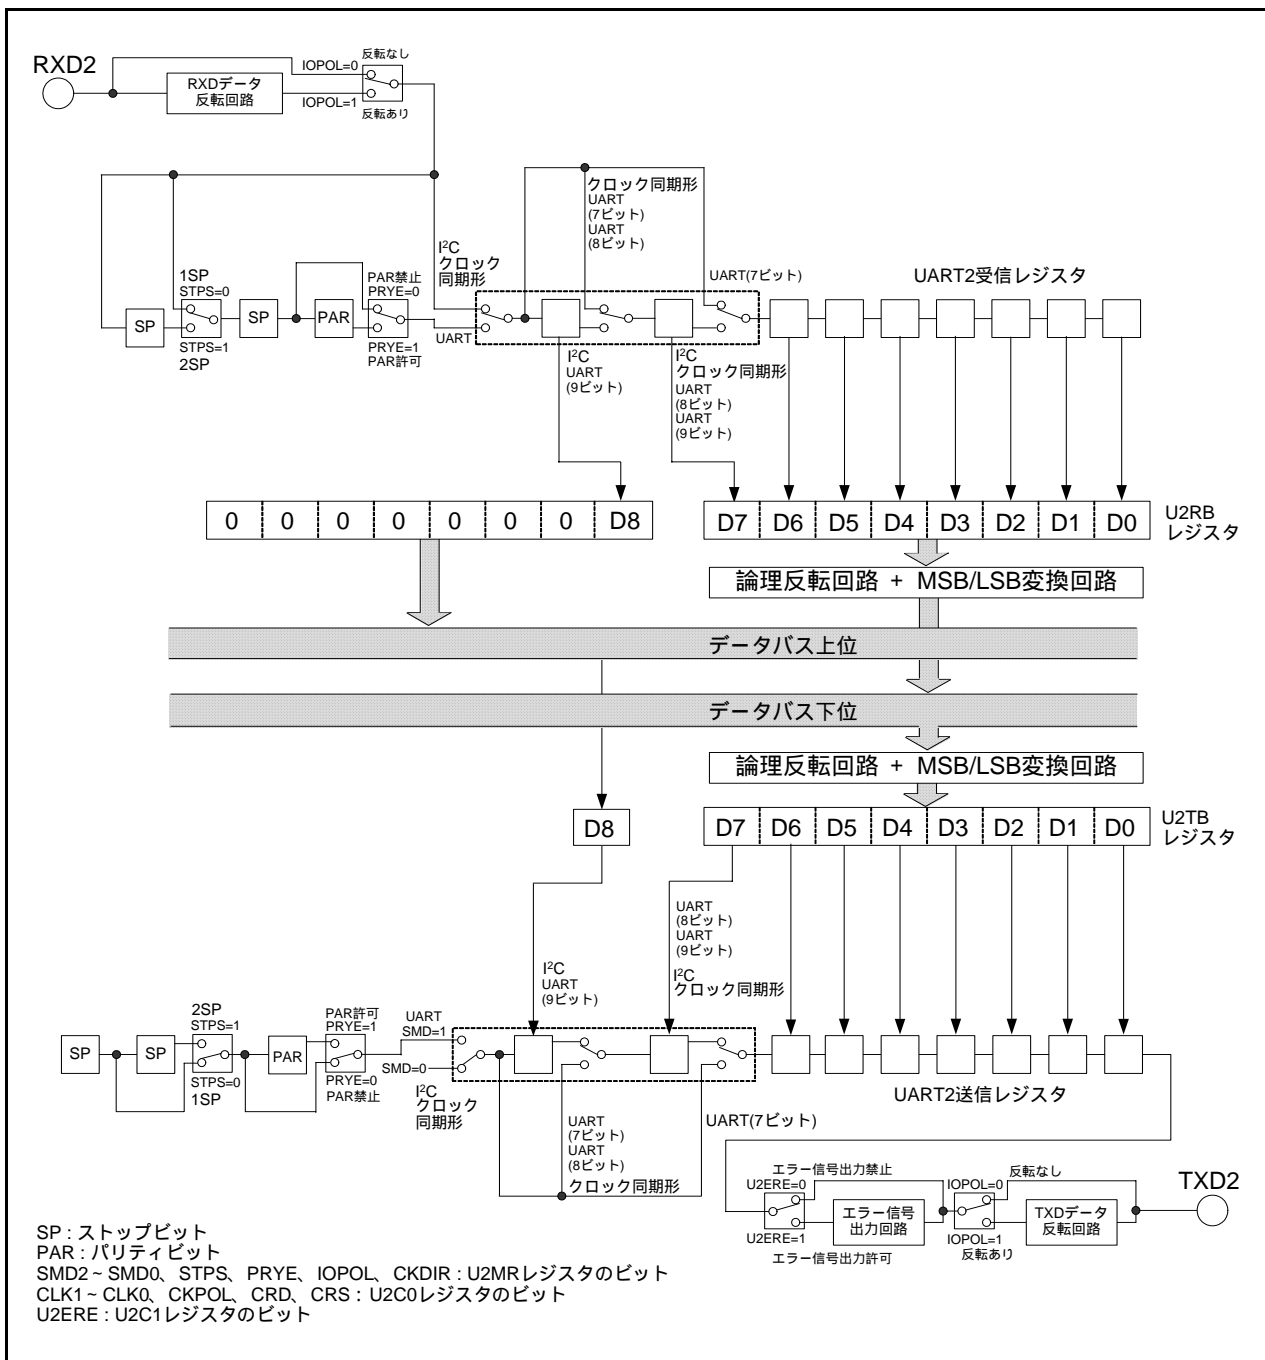 RXD2
反転なし
IOPOL=0
RXDデータ
反転回路
IOPOL=1
反転あり
クロック同期形
UART
(7ビット)
UART
(8ビット)
I²C
クロック
同期形
1SP
STPS=0
PAR禁止
PRYE=0
UART(7ビット)
UART2受信レジスタ
SP
SP
PAR
UART
STPS=1
2SP
PRYE=1
PAR許可
I²C
UART
(9ビット)
I²C
クロック同期形
UART
(8ビット)
UART
(9ビット)
0 0 0 0 0 0 0 D8
D7 D6 D5 D4 D3 D2 D1 D0
U2RB
レジスタ
論理反転回路 + MSB/LSB変換回路
データバス上位
データバス下位
論理反転回路 + MSB/LSB変換回路
D8
D7 D6 D5 D4 D3 D2 D1 D0
U2TB
レジスタ
UART
(8ビット)
UART
(9ビット)
I²C
クロック同期形
I²C
UART
(9ビット)
2SP
STPS=1
PAR許可
PRYE=1
UART
SMD=1
SP
SP
PAR
SMD=0
STPS=0
1SP
PRYE=0
PAR禁止
I²C
クロック
同期形
UART2送信レジスタ
UART
(7ビット)
UART
(8ビット)
クロック同期形
UART(7ビット)
エラー信号出力禁止
U2ERE=0
IOPOL=0
反転なし
TXD2
エラー信号
出力回路
TXDデータ
反転回路
U2ERE=1
エラー信号出力許可
IOPOL=1
反転あり
SP : ストップビット
PAR : パリティビット
SMD2~SMD0、STPS、PRYE、IOPOL、CKDIR : U2MRレジスタのビット
CLK1~CLK0、CKPOL、CRD、CRS : U2C0レジスタのビット
U2ERE : U2C1レジスタのビット